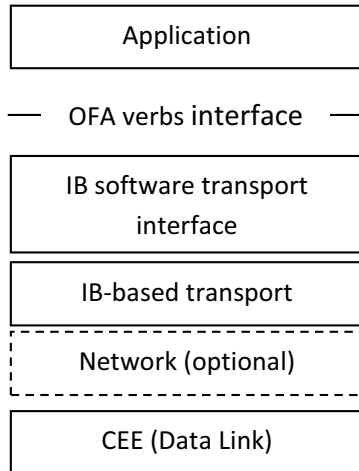 Application
OFA verbs interface
IB software transport
interface
IB-based transport
Network (optional)
CEE (Data Link)